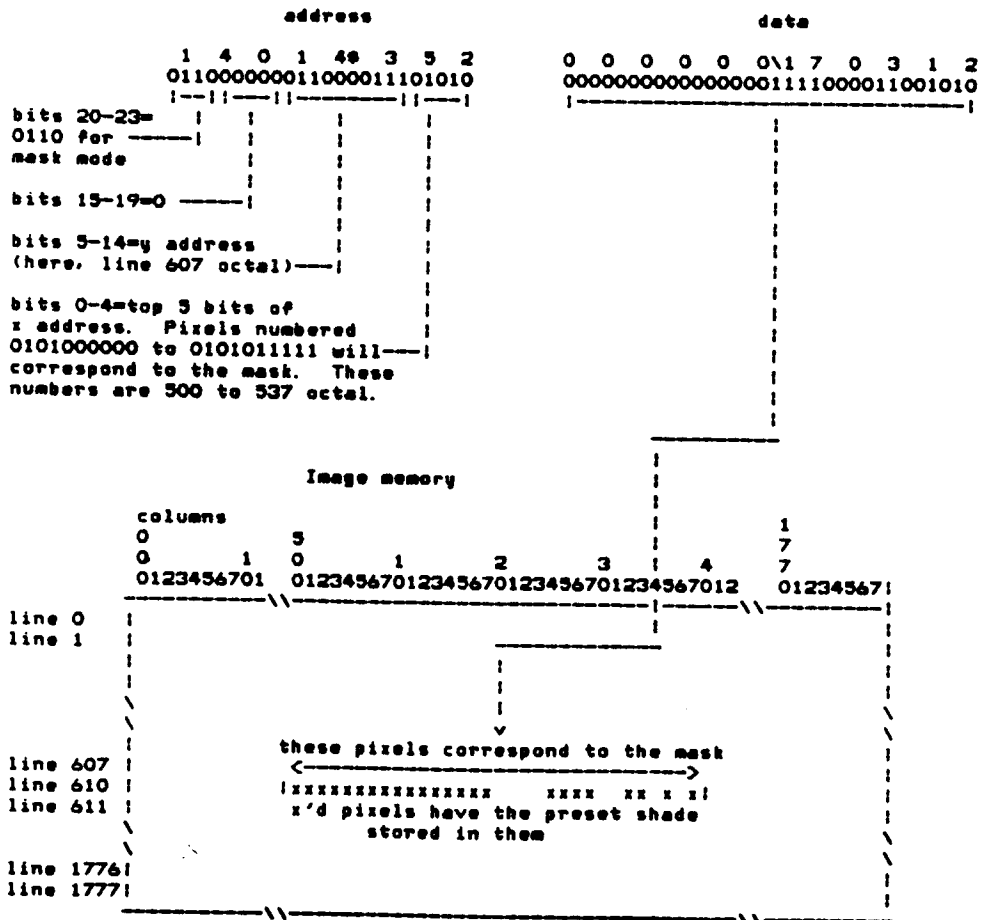 address
data
1 4 0 1 4# 3 5 2
0 0 0 0 0 0\1 7 0 3 1 2
011000000011000011101010
00000000000000001111000011001010
bits 20-23=
0110 for
mask mode
bits 15-19=0
bits 5-14=y address
(here, line 607 octal)
bits 0-4=top 5 bits of
x address. Pixels numbered
0101000000 to 0101011111 will
correspond to the mask. These
numbers are 500 to 537 octal.
Image memory
columns
0 5 1
0 1 0 1 2 3 4 7
7
0123456701 01234567012345670123456701234567012 01234567
line 0
line 1
these pixels correspond to the mask
line 607 <------>
line 610 xxxxxxxxxxxxxxxx xxxx xx x x
line 611 x'd pixels have the preset shade
stored in them
line 1776
line 1777